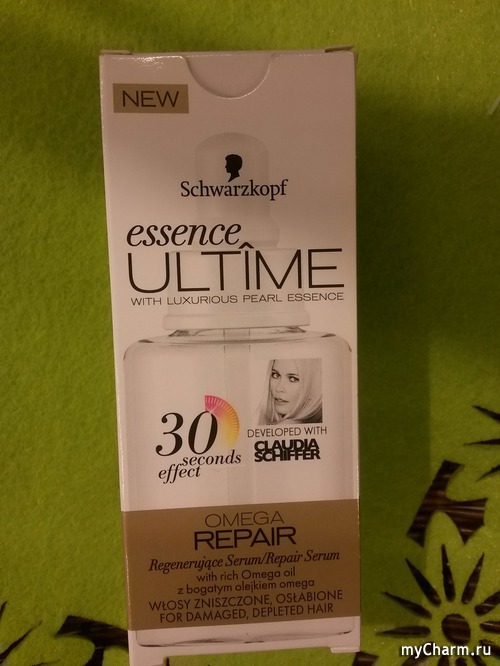 NEW
Schwarzkopf
essence
ULTÎME
WITH LUXURIOUS PEARL ESSENCE
30
seconds
effect
DEVELOPED WITH
CLAUDIA
SCHIFFER
OMEGA
REPAIR
Regenerujące Serum/Repair Serum
with rich Omega oil
z bogatym olejkiem omega
WŁOSY ZNISZCZONE, OSŁABIONE
FOR DAMAGED, DEPLETED HAIR
myCharm.ru